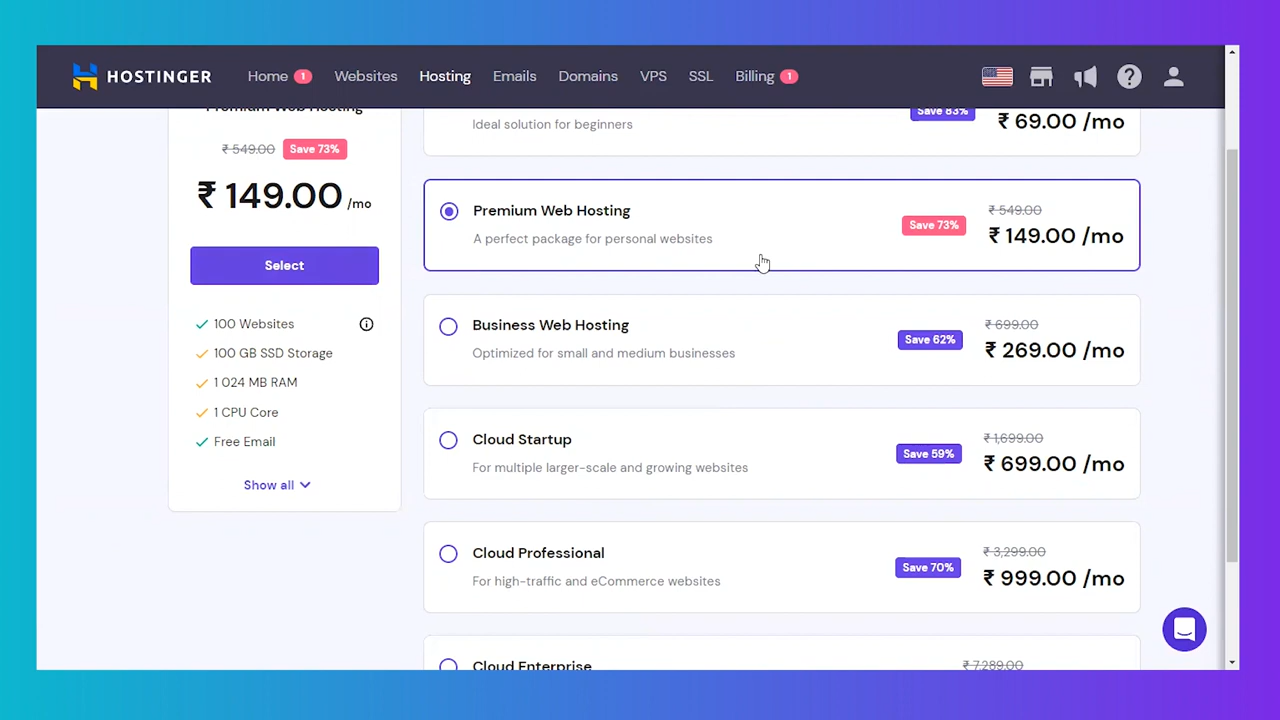 HOSTINGER
Home 1 Websites Hosting Emails Domains VPS SSL Billing 1
Premium Web Hosting
₹ 549.00 Save 73%
₹ 149.00 /mo
Select
100 Websites
100 GB SSD Storage
1 024 MB RAM
1 CPU Core
Free Email
Show all
Ideal solution for beginners
Save 83%
₹ 69.00 /mo
Premium Web Hosting
A perfect package for personal websites
Save 73%
₹ 549.00
₹ 149.00 /mo
Business Web Hosting
Optimized for small and medium businesses
Save 62%
₹ 699.00
₹ 269.00 /mo
Cloud Startup
For multiple larger-scale and growing websites
Save 59%
₹ 1,699.00
₹ 699.00 /mo
Cloud Professional
For high-traffic and eCommerce websites
Save 70%
₹ 3,299.00
₹ 999.00 /mo
Cloud Enterprise
₹ 7,289.00